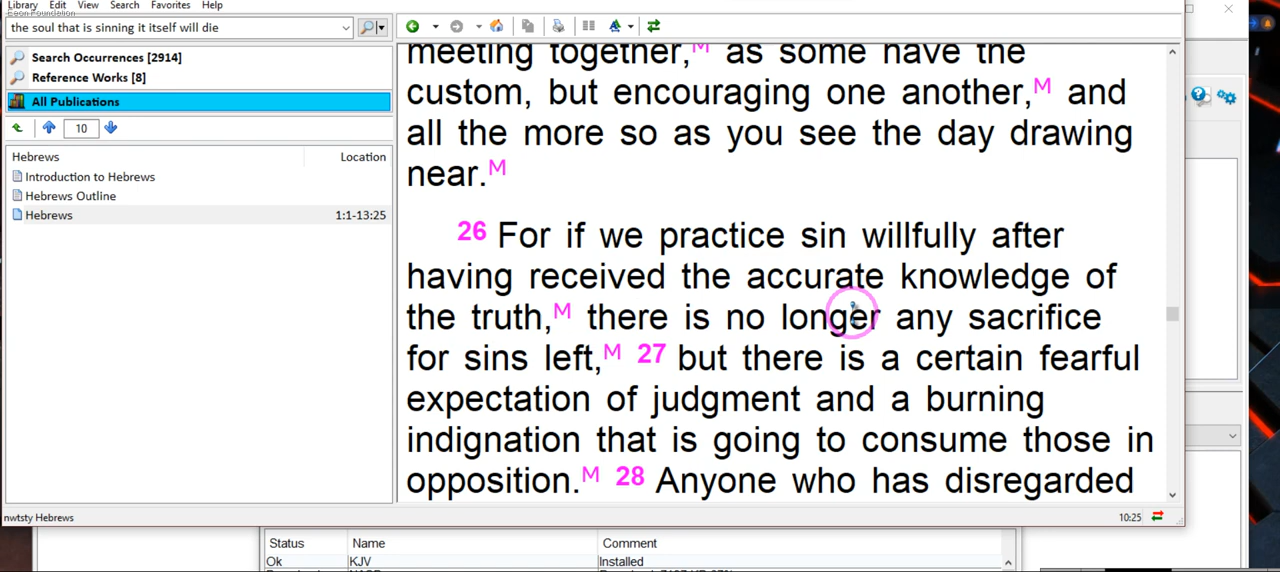 Library Edit View Search Favorites Help
the soul that is sinning it itself will die
Search Occurrences [2914]
Reference Works [8]
All Publications
10
Hebrews Location
Introduction to Hebrews
Hebrews Outline
Hebrews 1:1-13:25
meeting together,M as some have the
custom, but encouraging one another,M and
all the more so as you see the day drawing
near.M
26 For if we practice sin willfully after
having received the accurate knowledge of
the truth,M there is no longer any sacrifice
for sins left,M 27 but there is a certain fearful
expectation of judgment and a burning
indignation that is going to consume those in
opposition.M 28 Anyone who has disregarded
nwtsty Hebrews 10:25
Status Name Comment
Ok KJV Installed